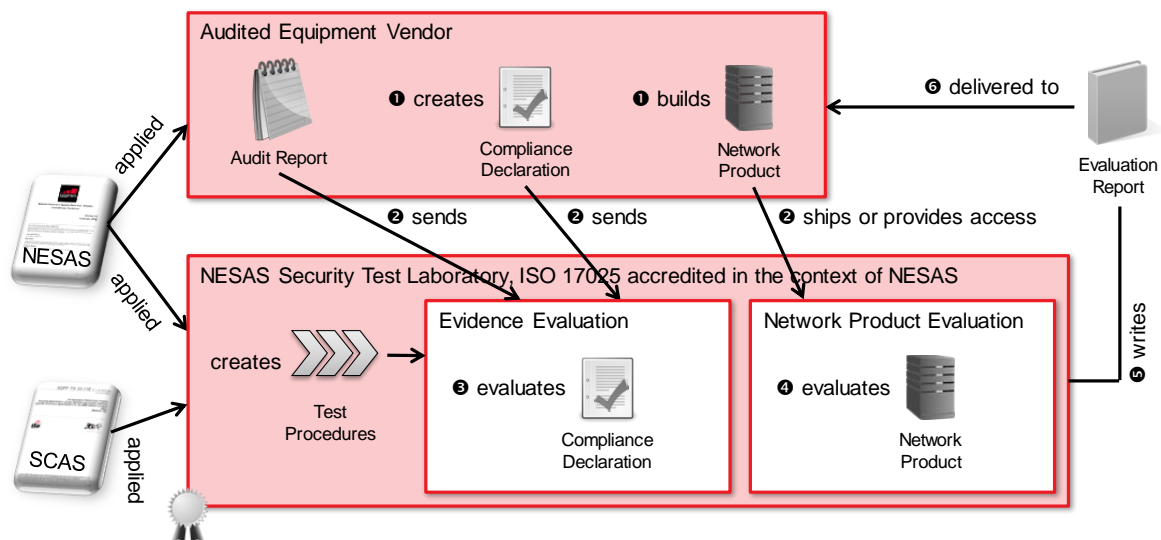 Audited Equipment Vendor
❶ creates
❶ builds
❻ delivered to
Audit Report
Compliance
Declaration
Network
Product
Evaluation
Report
applied
NESAS
applied
❷ sends
❷ sends
❷ ships or provides access
NESAS Security Test Laboratory, ISO 17025 accredited in the context of NESAS
creates
Test
Procedures
Evidence Evaluation
❸ evaluates
Compliance
Declaration
Network Product Evaluation
❹ evaluates
Network
Product
❺ writes
SCAS
applied